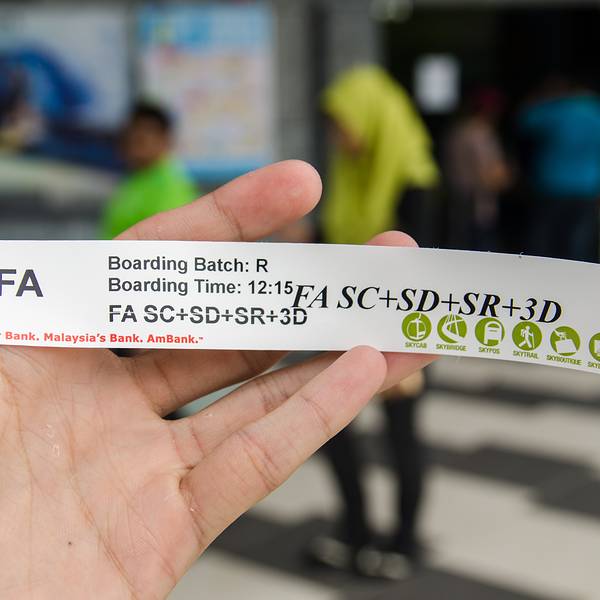 FA
Boarding Batch: R
Boarding Time: 12:15
FA SC+SD+SR+3D
FA SC+SD+SR+3D
Bank. Malaysia's Bank. AmBank.™
SKYCAB SKYBRIDGE SKYPOS SKYTRAIL SKYBOUTIQUE